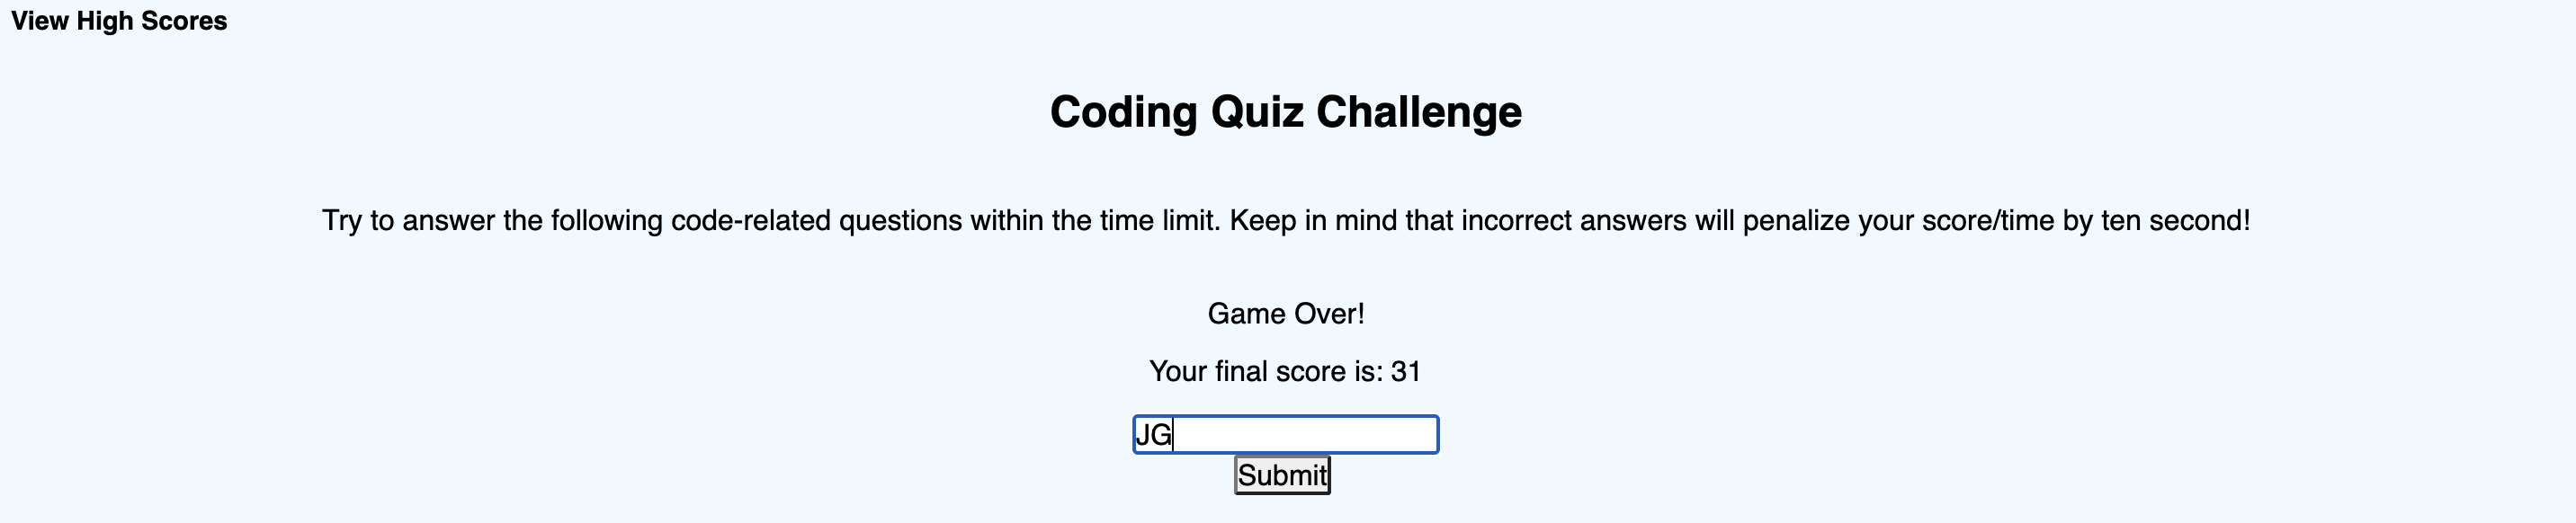 View High Scores
Coding Quiz Challenge
Try to answer the following code-related questions within the time limit. Keep in mind that incorrect answers will penalize your score/time by ten second!
Game Over!
Your final score is: 31
JG
Submit